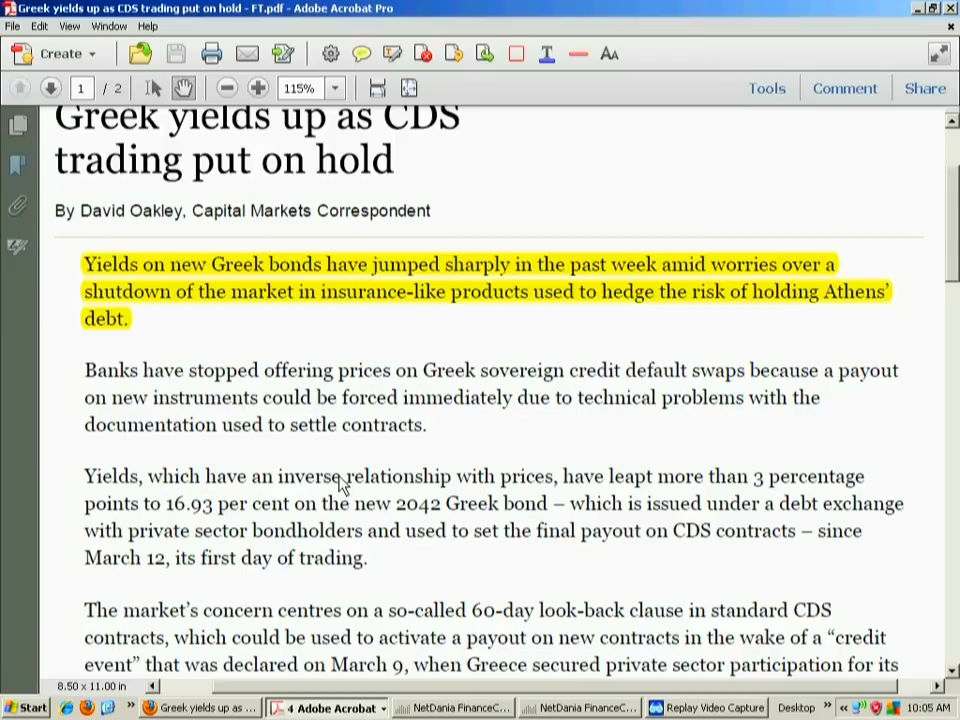 Greek yields up as CDS trading put on hold - FT.pdf - Adobe Acrobat Pro
File Edit View Window Help
Create
1 / 2 115% Tools Comment Share
Greek yields up as CDS
trading put on hold
By David Oakley, Capital Markets Correspondent
Yields on new Greek bonds have jumped sharply in the past week amid worries over a
shutdown of the market in insurance-like products used to hedge the risk of holding Athens’
debt.
Banks have stopped offering prices on Greek sovereign credit default swaps because a payout
on new instruments could be forced immediately due to technical problems with the
documentation used to settle contracts.
Yields, which have an inverse relationship with prices, have leapt more than 3 percentage
points to 16.93 per cent on the new 2042 Greek bond – which is issued under a debt exchange
with private sector bondholders and used to set the final payout on CDS contracts – since
March 12, its first day of trading.
The market’s concern centres on a so-called 60-day look-back clause in standard CDS
contracts, which could be used to activate a payout on new contracts in the wake of a “credit
event” that was declared on March 9, when Greece secured private sector participation for its
8.50 x 11.00 in
Start » Greek yields up as ... 4 Adobe Acrobat NetDania FinanceC... NetDania FinanceC... Replay Video Capture Desktop » « 10:05 AM